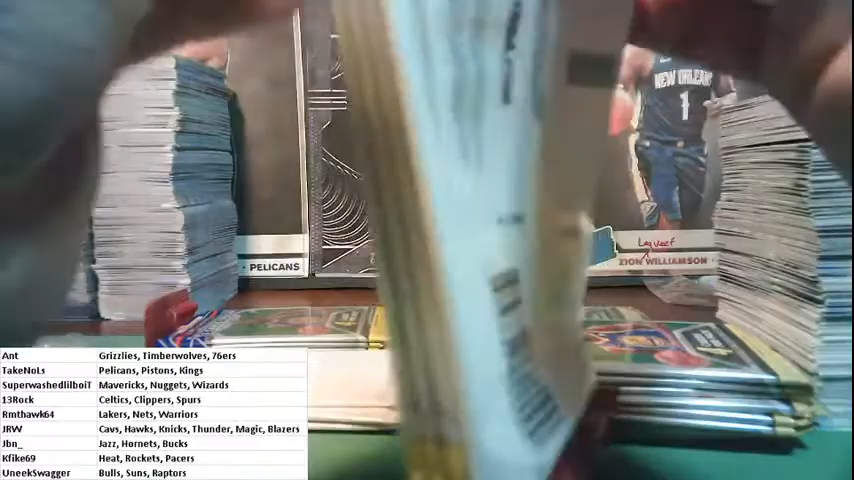 NEW ORLEANS
1
• PELICANS
ZION WILLIAMSON •
Ant Grizzlies, Timberwolves, 76ers
TakeNoLs Pelicans, Pistons, Kings
SuperwashedlilboiT Mavericks, Nuggets, Wizards
13Rock Celtics, Clippers, Spurs
Rmthawk64 Lakers, Nets, Warriors
JRW Cavs, Hawks, Knicks, Thunder, Magic, Blazers
Jbn_ Jazz, Hornets, Bucks
Kfike69 Heat, Rockets, Pacers
UneekSwagger Bulls, Suns, Raptors